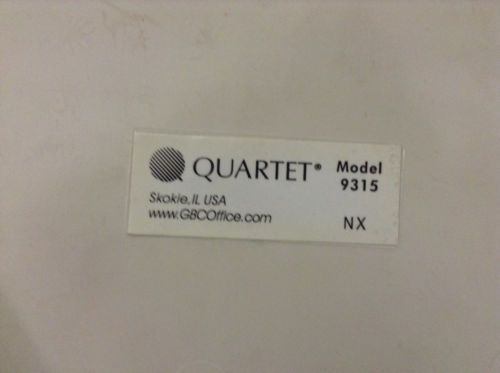 QUARTET® Model
9315
Skokie, IL USA
www.GBCOffice.com
NX